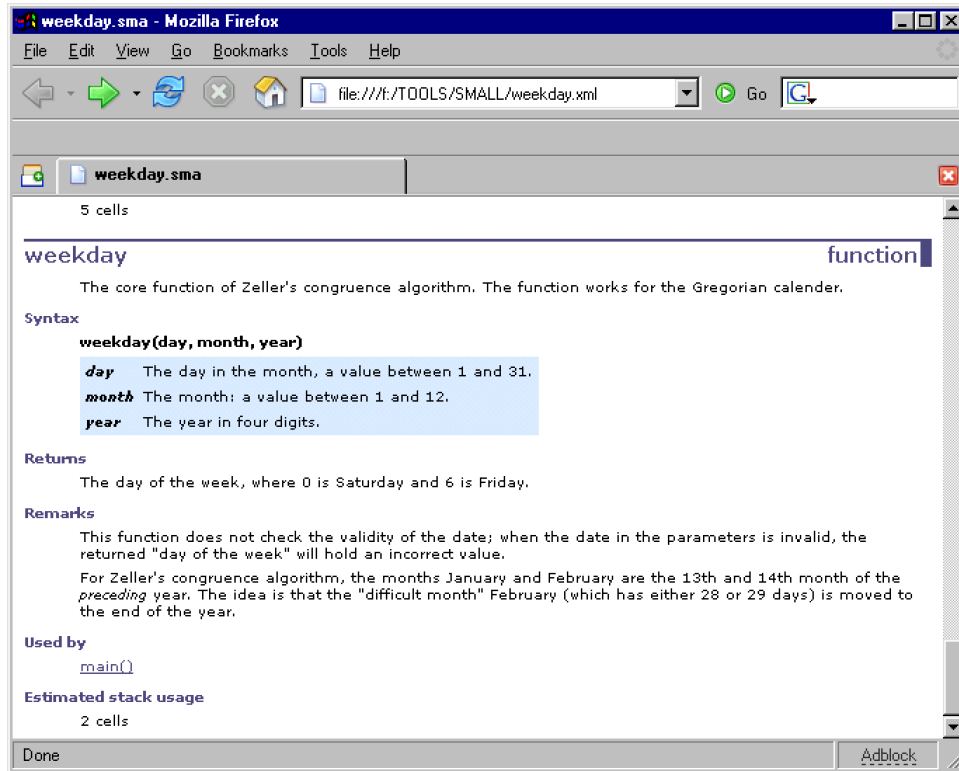 weekday.sma - Mozilla Firefox
File Edit View Go Bookmarks Tools Help
file:///f:/TOOLS/SMALL/weekday.xml Go G
weekday.sma
5 cells
weekday function
The core function of Zeller's congruence algorithm. The function works for the Gregorian calender.
Syntax
weekday(day, month, year)
day The day in the month, a value between 1 and 31.
month The month: a value between 1 and 12.
year The year in four digits.
Returns
The day of the week, where 0 is Saturday and 6 is Friday.
Remarks
This function does not check the validity of the date; when the date in the parameters is invalid, the
returned "day of the week" will hold an incorrect value.
For Zeller's congruence algorithm, the months January and February are the 13th and 14th month of the
preceding year. The idea is that the "difficult month" February (which has either 28 or 29 days) is moved to
the end of the year.
Used by
main()
Estimated stack usage
2 cells
Done Adblock